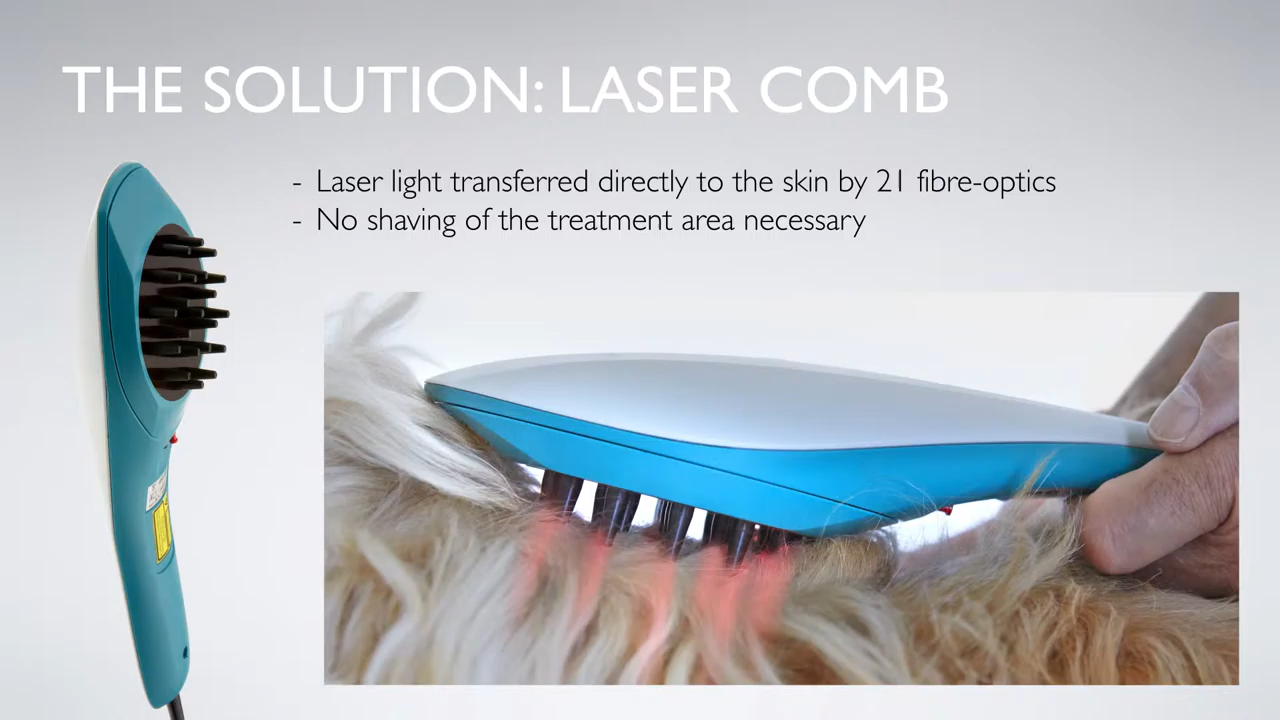 THE SOLUTION: LASER COMB
- Laser light transferred directly to the skin by 21 fibre-optics
- No shaving of the treatment area necessary